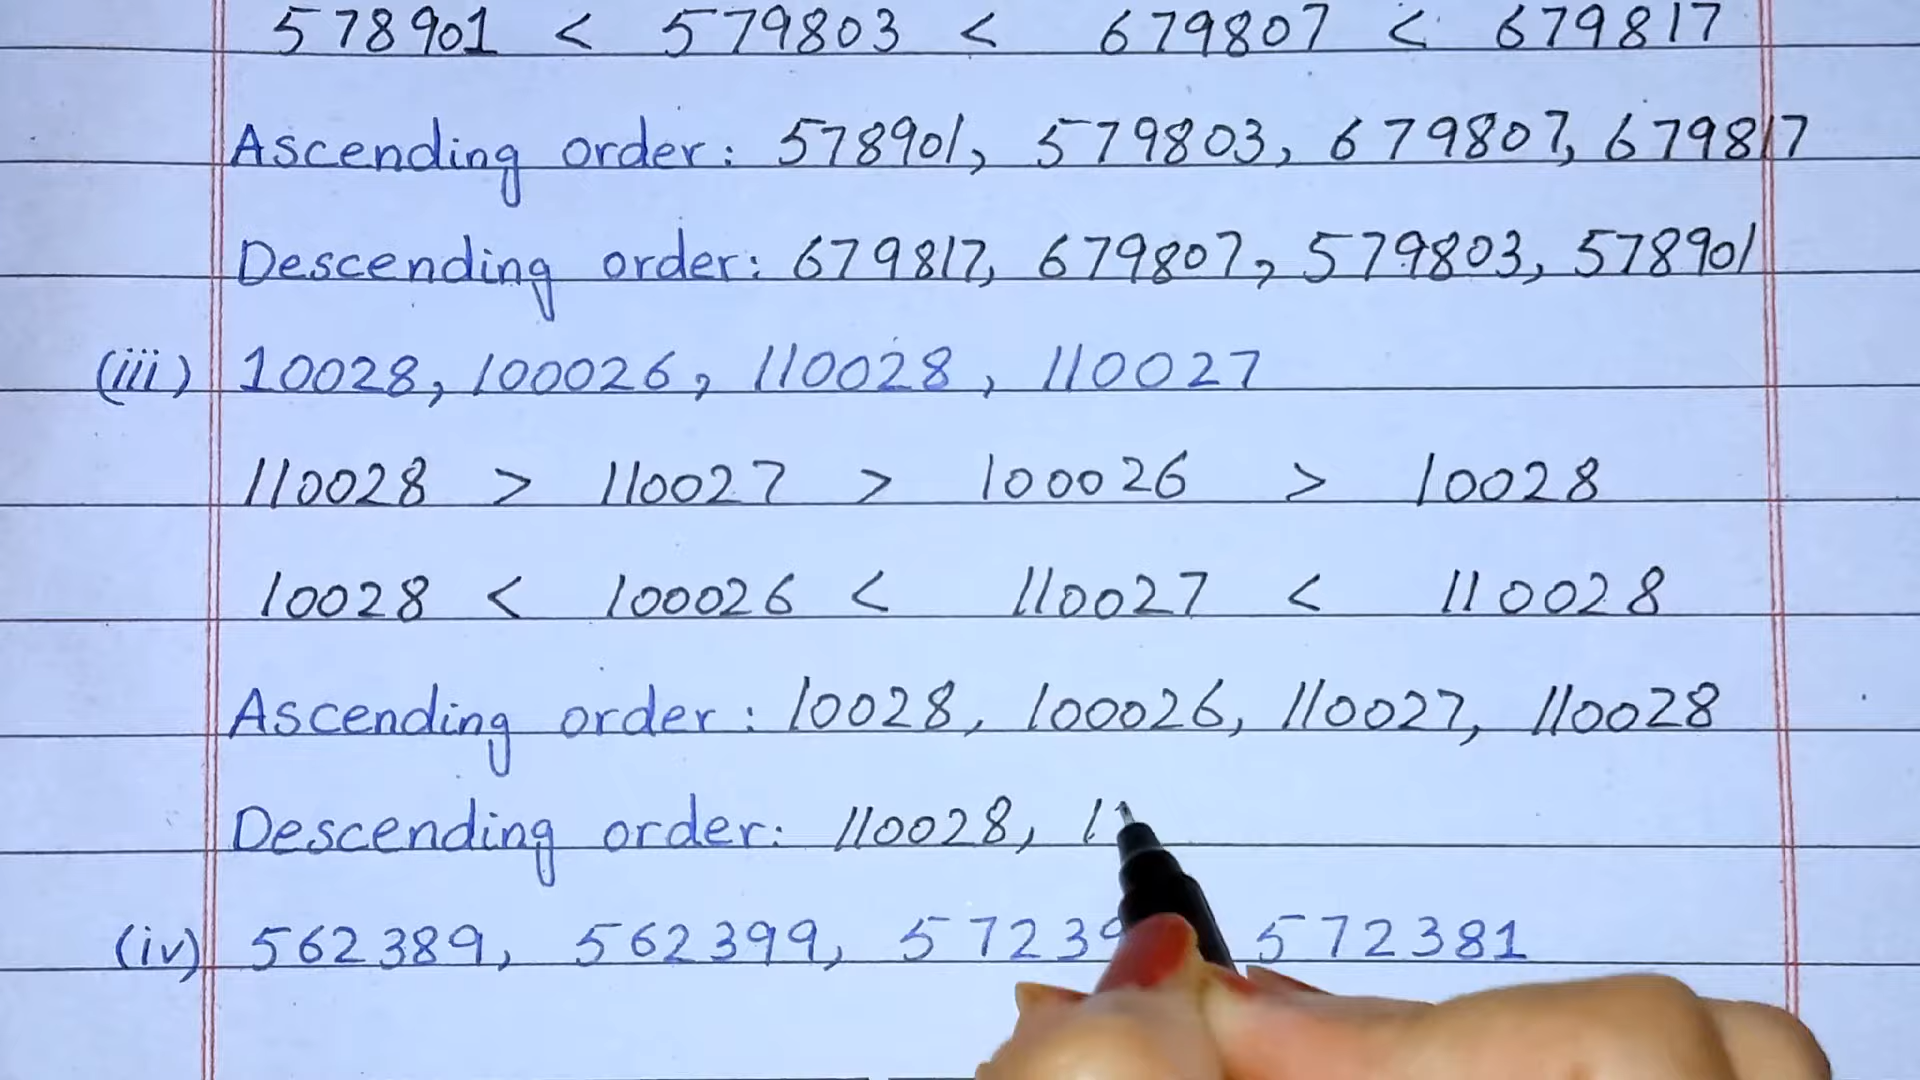 578901 < 579803 < 679807 < 679817
Ascending order: 578901, 579803, 679807, 679817
Descending order: 679817, 679807, 579803, 578901
(iii) 10028, 100026, 110028, 110027
110028 > 110027 > 100026 > 10028
10028 < 100026 < 110027 < 110028
Ascending order: 10028, 100026, 110027, 110028
Descending order: 110028,
(iv) 562389, 562399, 572381